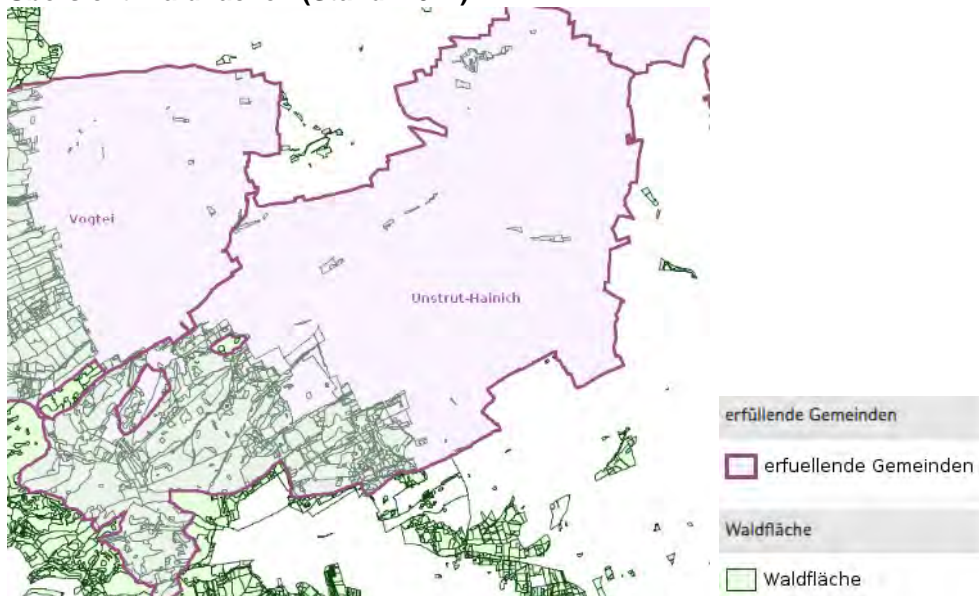 Vogtei
Unstrut-Hainich
erfüllende Gemeinden
erfuellende Gemeinden
Waldfläche
Waldfläche